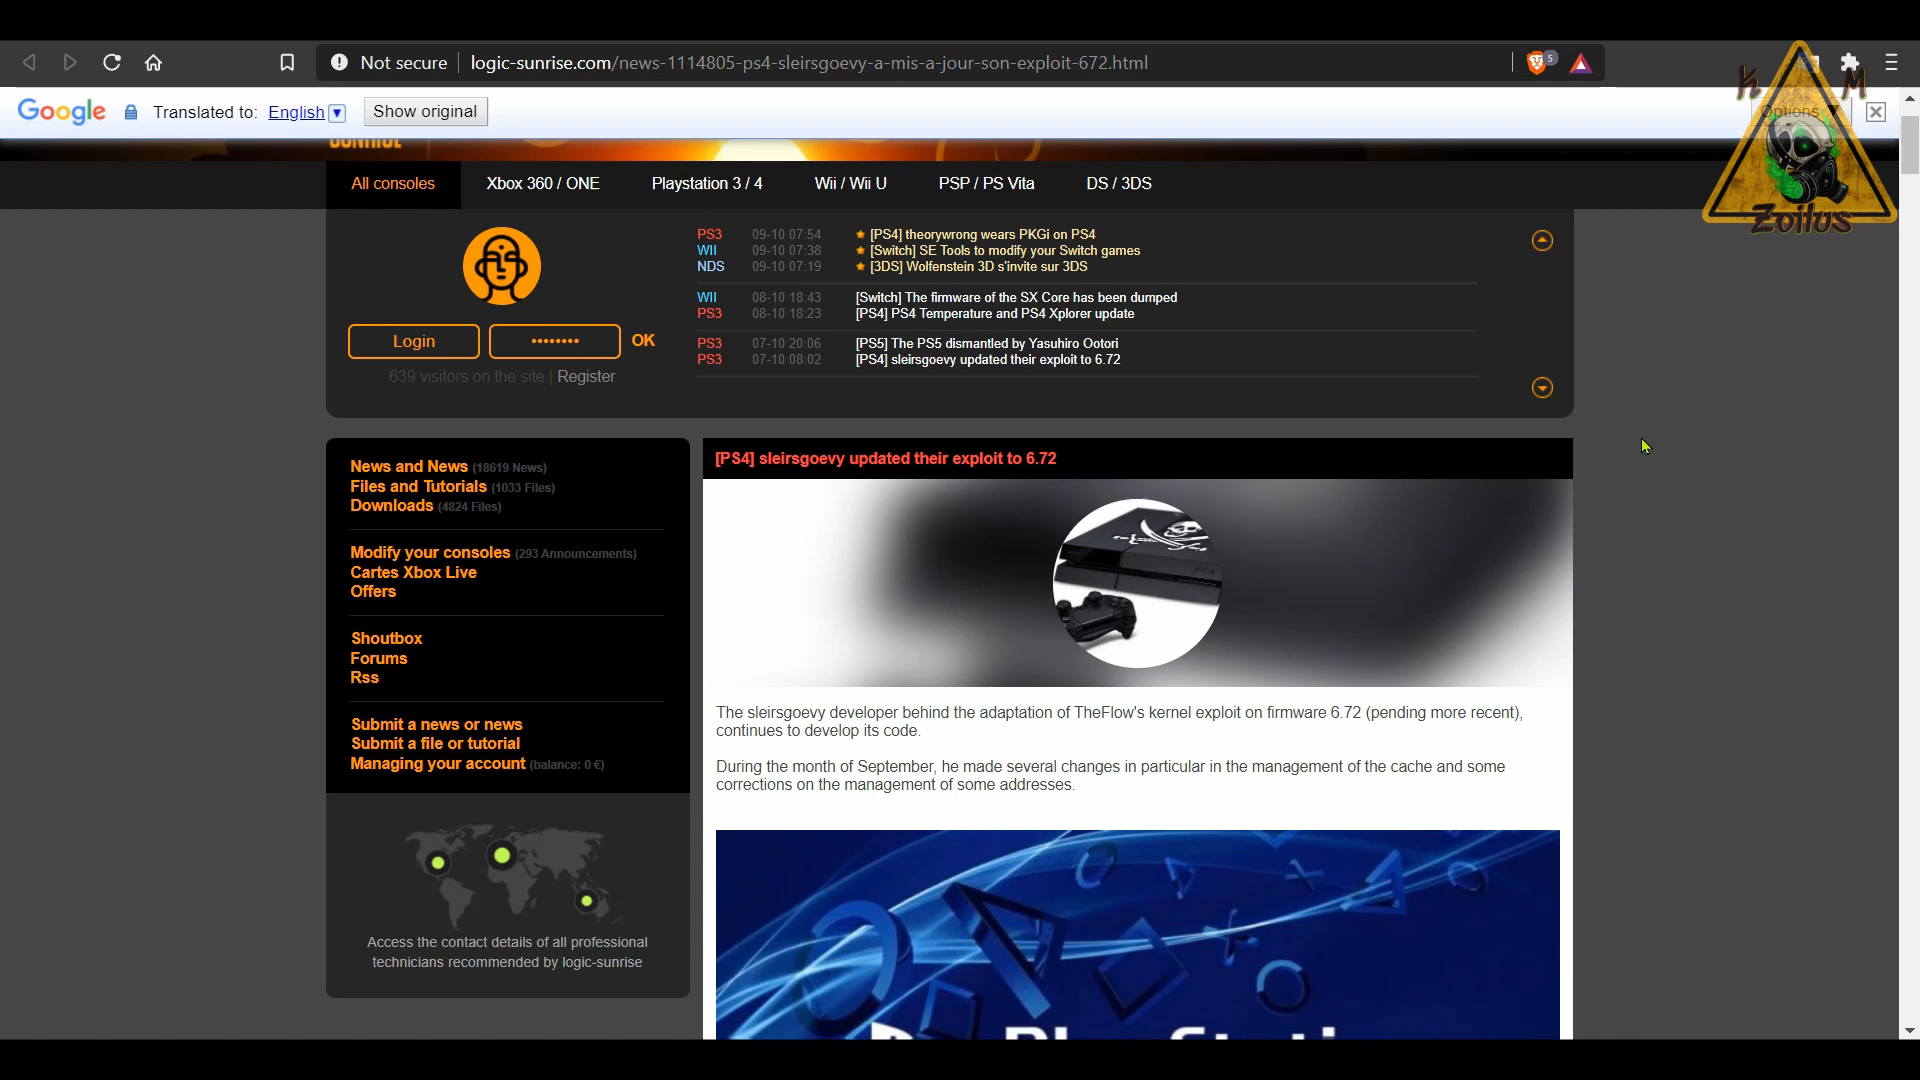 Not secure
logic-sunrise.com/news-1114805-ps4-sleirsgoevy-a-mis-a-jour-son-exploit-672.html
5
K M
Google
Translated to: English
Show original
Options
Zoilus
SUNRISE
All consoles
Xbox 360 / ONE
Playstation 3 / 4
Wii / Wii U
PSP / PS Vita
DS / 3DS
PS3 09-10 07:54 [PS4] theorywrong wears PKGi on PS4
WII 09-10 07:38 [Switch] SE Tools to modify your Switch games
NDS 09-10 07:19 [3DS] Wolfenstein 3D s'invite sur 3DS
WII 08-10 18:43 [Switch] The firmware of the SX Core has been dumped
PS3 08-10 18:23 [PS4] PS4 Temperature and PS4 Xplorer update
PS3 07-10 20:06 [PS5] The PS5 dismantled by Yasuhiro Ootori
PS3 07-10 08:02 [PS4] sleirsgoevy updated their exploit to 6.72
Login
••••••••
OK
639 visitors on the site | Register
News and News (18619 News)
Files and Tutorials (1033 Files)
Downloads (4824 Files)
Modify your consoles (293 Announcements)
Cartes Xbox Live
Offers
Shoutbox
Forums
Rss
Submit a news or news
Submit a file or tutorial
Managing your account (balance: 0 €)
Access the contact details of all professional
technicians recommended by logic-sunrise
[PS4] sleirsgoevy updated their exploit to 6.72
The sleirsgoevy developer behind the adaptation of TheFlow's kernel exploit on firmware 6.72 (pending more recent),
continues to develop its code.
During the month of September, he made several changes in particular in the management of the cache and some
corrections on the management of some addresses.